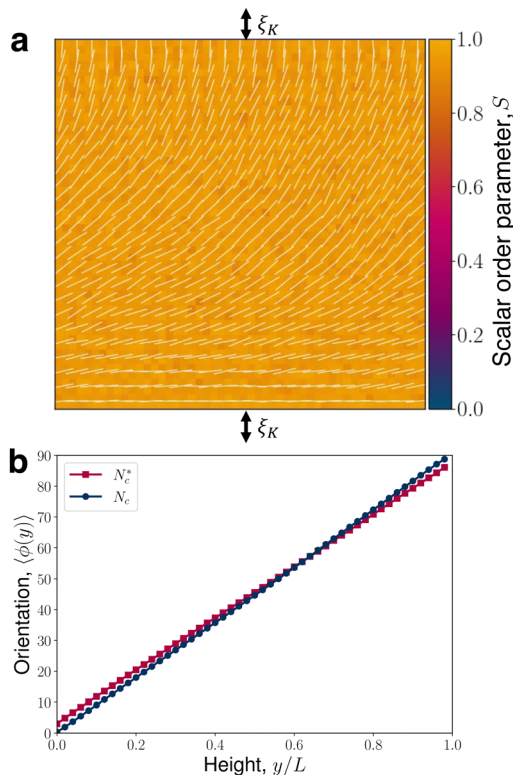 a
ξ_K
1.0
0.8
0.6
0.4
0.2
0.0
Scalar order parameter, S
ξ_K
b
90
80
70
60
50
40
30
20
10
0
Orientation, ⟨ϕ(y)⟩
N_c^*
N_c
0.0 0.2 0.4 0.6 0.8 1.0
Height, y/L